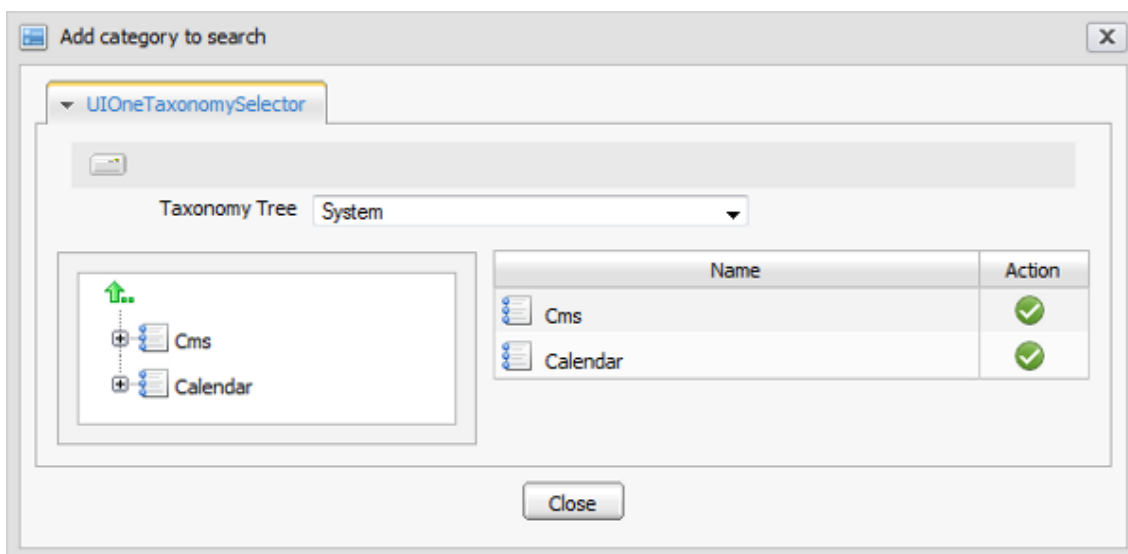 Add category to search
UIOneTaxonomySelector
Taxonomy Tree System
Cms
Calendar
Name Action
Cms
Calendar
Close